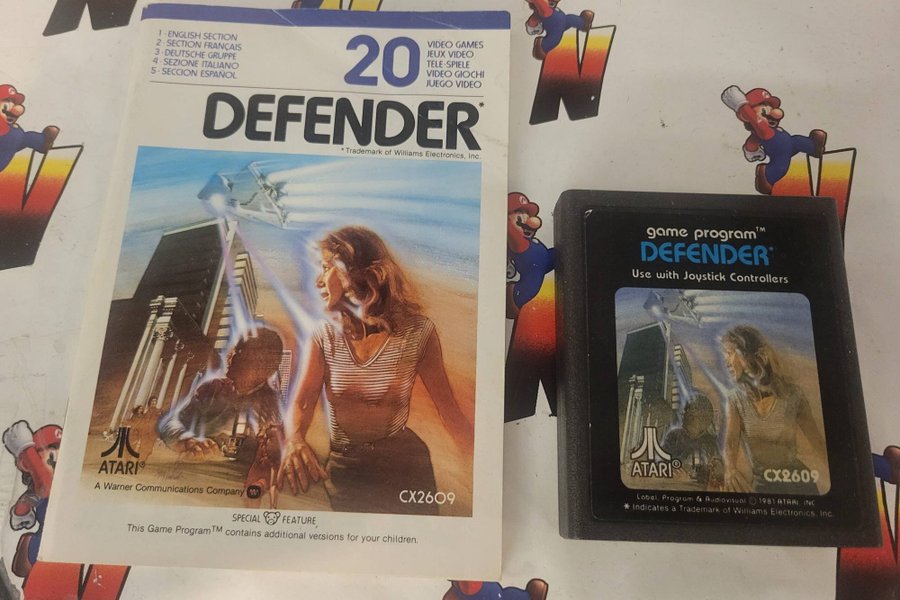 1 - ENGLISH SECTION
2 - SECTION FRANÇAIS
3 - DEUTSCHE GRUPPE
4 - SEZIONE ITALIANO
5 - SECCION ESPAÑOL
20
VIDEO GAMES
JEUX VIDEO
TELE-SPIELE
VIDEO GIOCHI
JUEGO VIDEO
DEFENDER*
* Trademark of Williams Electronics, Inc.
ATARI®
A Warner Communications Company
CX2609
SPECIAL FEATURE
This Game Program™ contains additional versions for your children.
game program™
DEFENDER*
Use with Joystick Controllers
ATARI®
CX2609
Label, Program & Audiovisual © 1981 ATARI, INC.
* Indicates a Trademark of Williams Electronics, Inc.
N
N
N
N